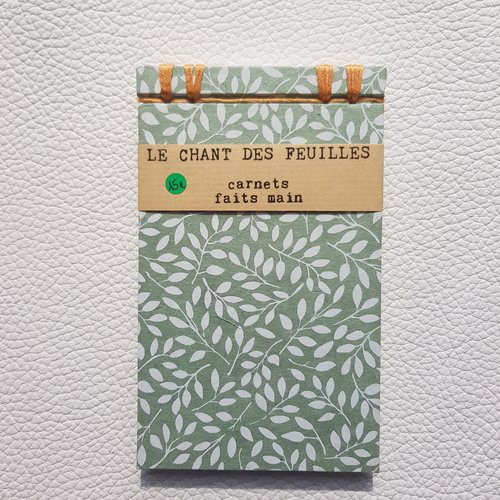 LE CHANT DES FEUILLES
15€
carnets
faits main